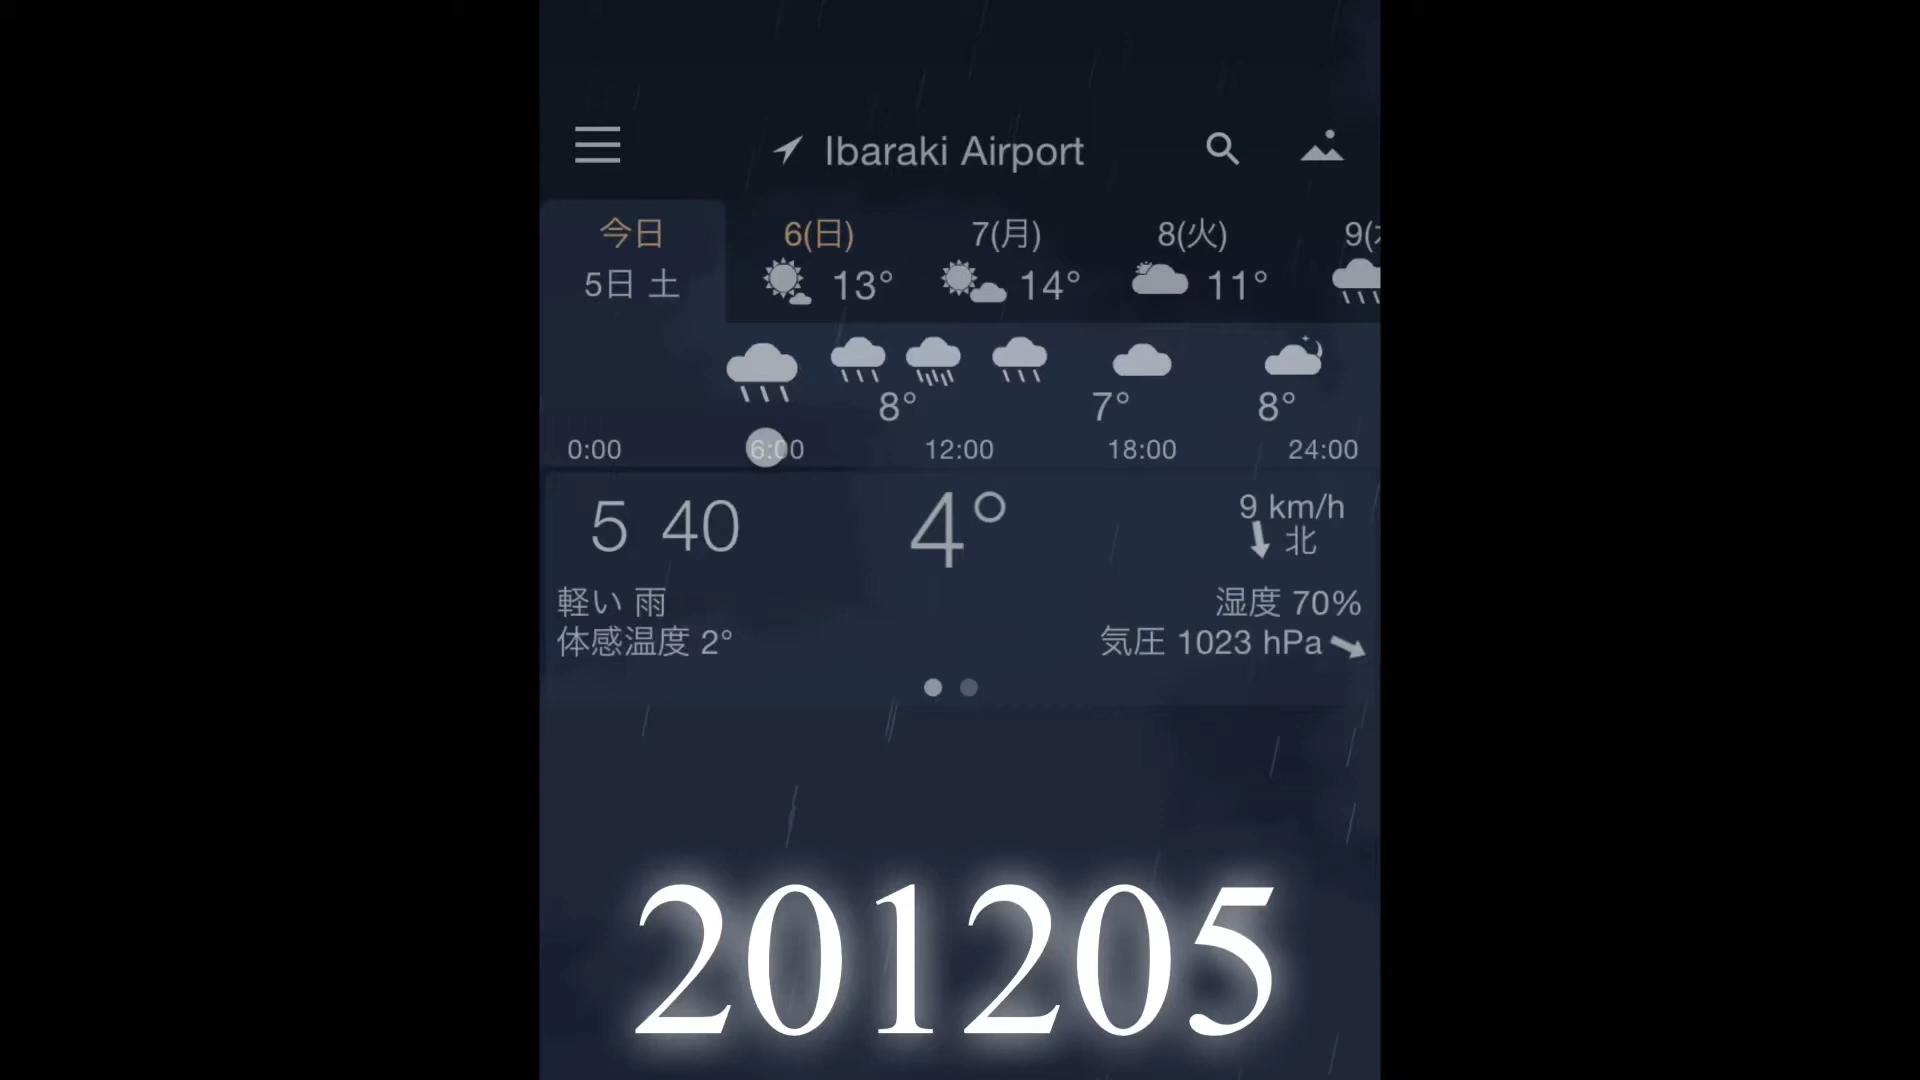 Ibaraki Airport
今日 6(日) 7(月) 8(火)
5日 土 13° 14° 11°
8° 7° 8°
0:00 6:00 12:00 18:00 24:00
5 40 4° 9 km/h
北
軽い 雨 湿度 70%
体感温度 2° 気圧 1023 hPa
201205